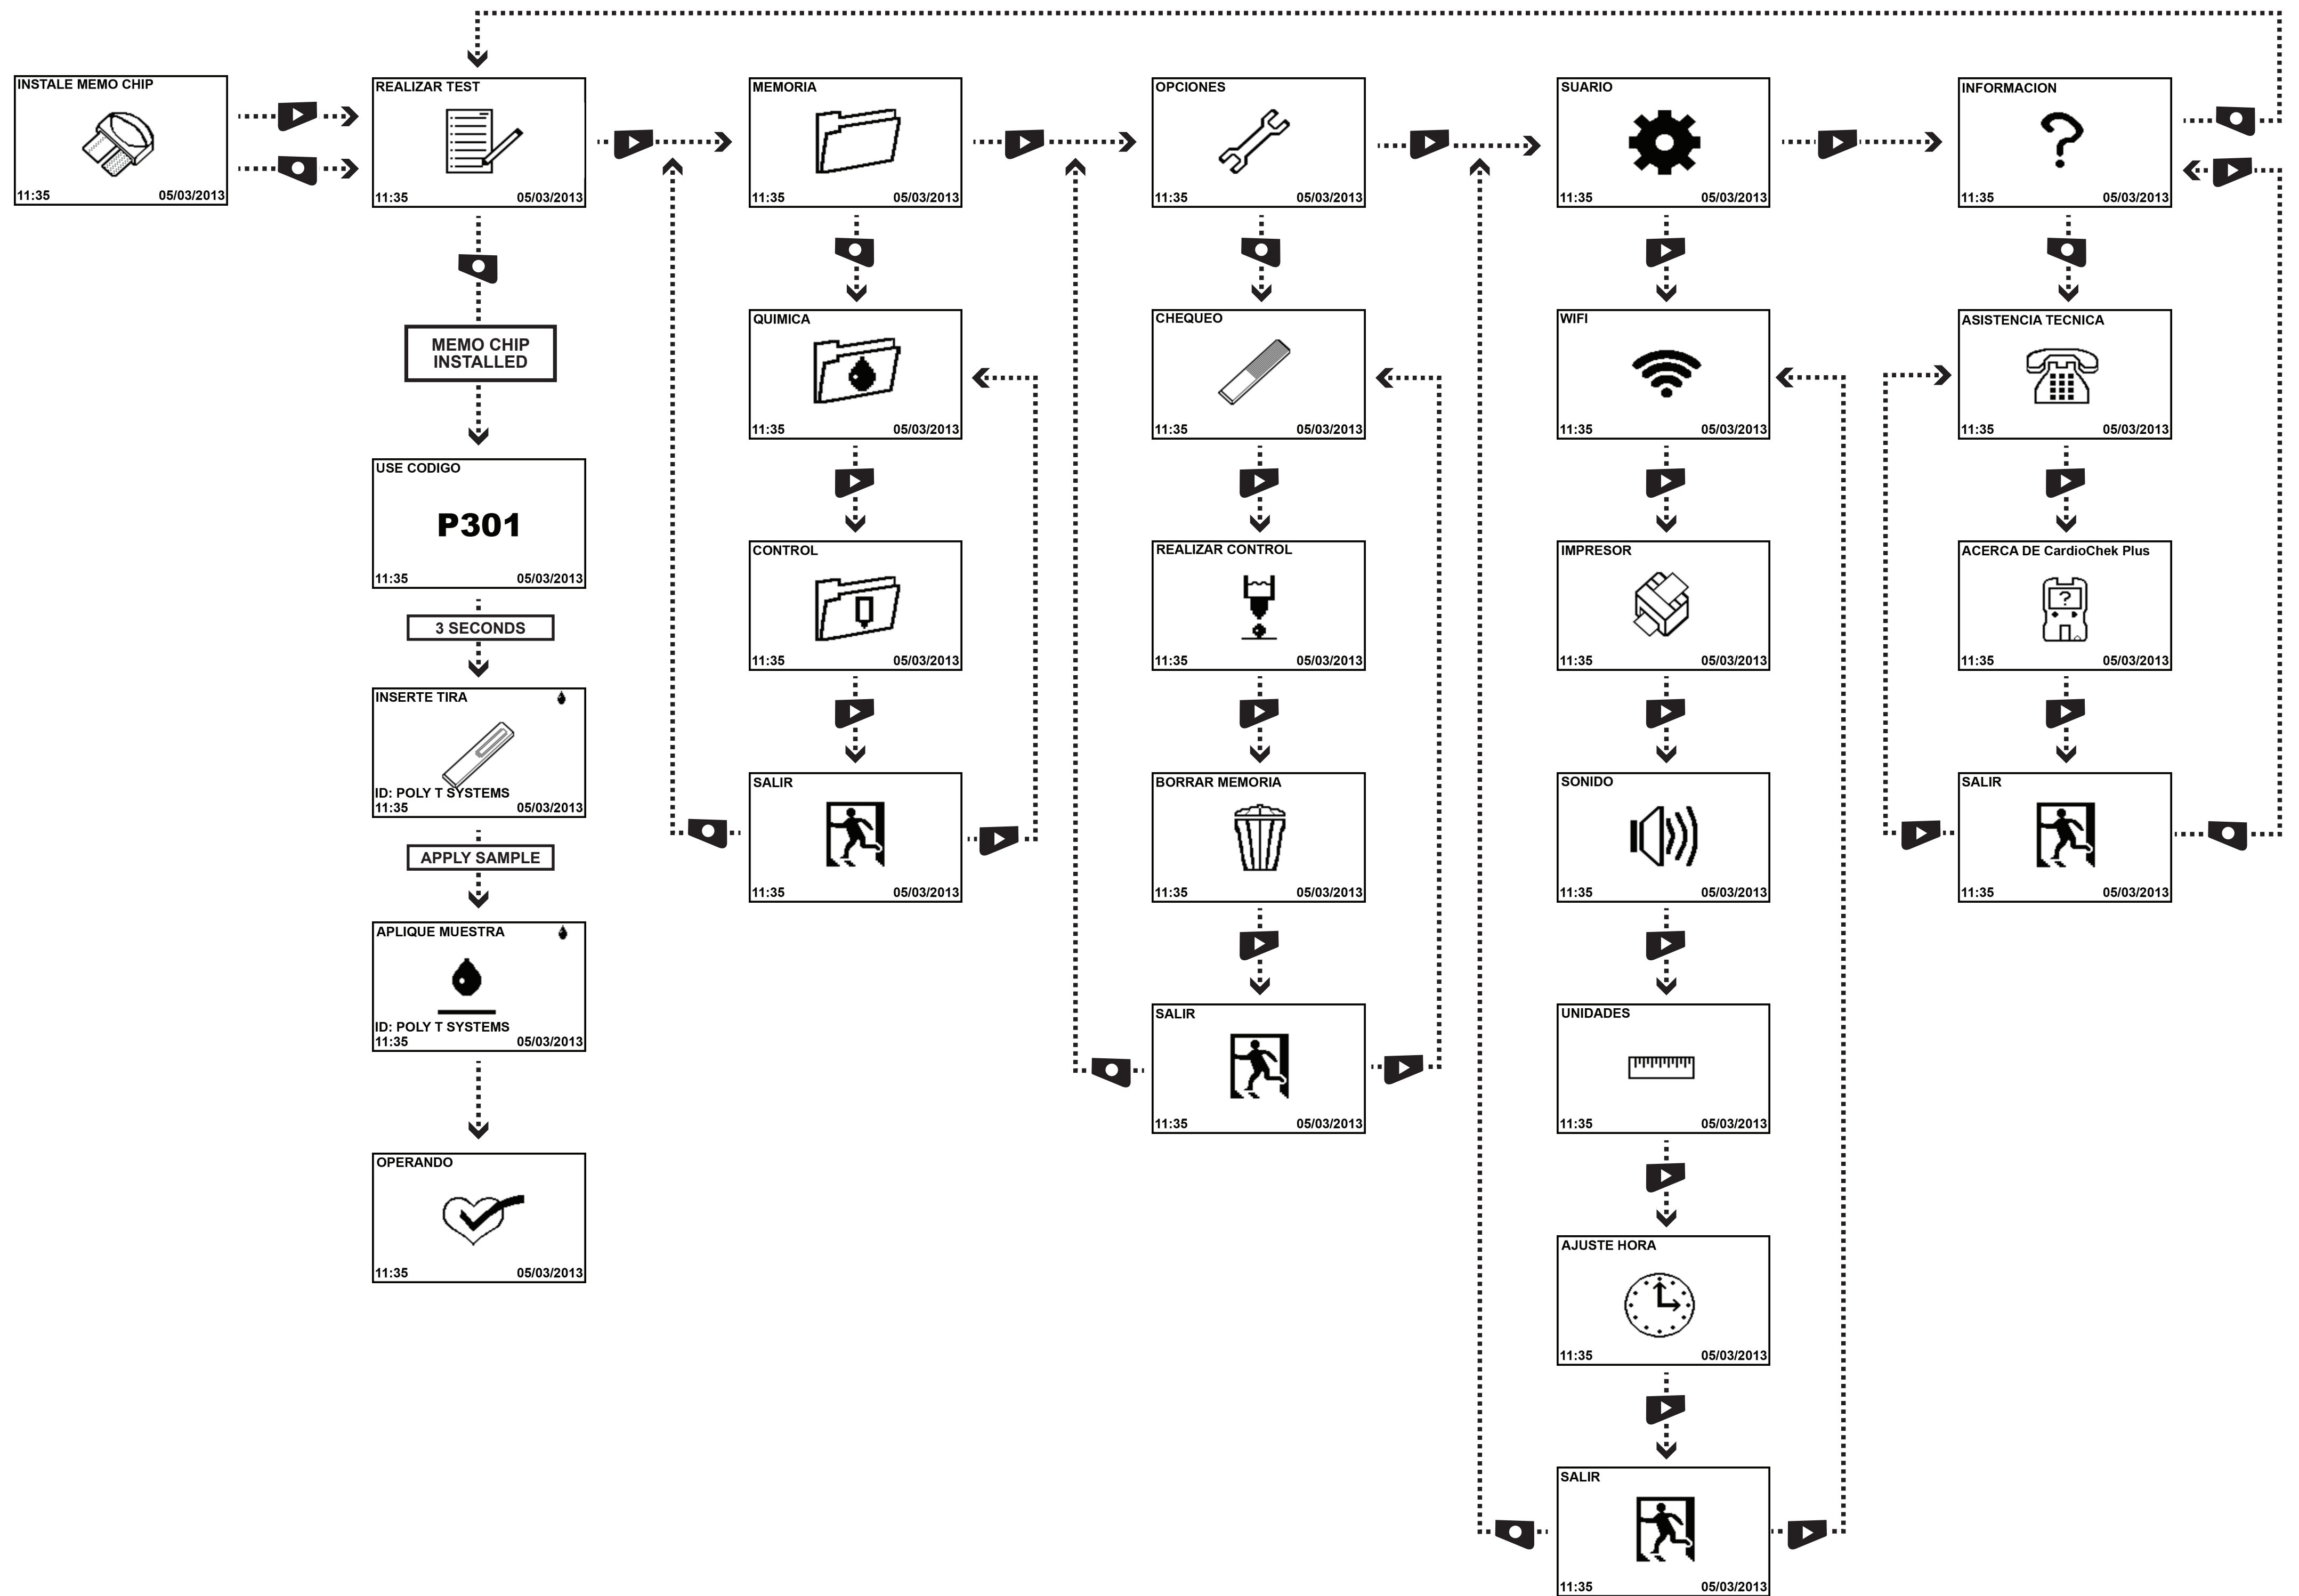 INSTALE MEMO CHIP
11:35 05/03/2013
REALIZAR TEST
11:35 05/03/2013
MEMORIA
11:35 05/03/2013
OPCIONES
11:35 05/03/2013
SUARIO
11:35 05/03/2013
INFORMACION
11:35 05/03/2013
MEMO CHIP
INSTALLED
USE CODIGO
P301
11:35 05/03/2013
3 SECONDS
INSERTE TIRA
ID: POLY T SYSTEMS
11:35 05/03/2013
APPLY SAMPLE
APLIQUE MUESTRA
ID: POLY T SYSTEMS
11:35 05/03/2013
OPERANDO
11:35 05/03/2013
QUIMICA
11:35 05/03/2013
CONTROL
11:35 05/03/2013
SALIR
11:35 05/03/2013
CHEQUEO
11:35 05/03/2013
REALIZAR CONTROL
11:35 05/03/2013
BORRAR MEMORIA
11:35 05/03/2013
SALIR
11:35 05/03/2013
WIFI
11:35 05/03/2013
IMPRESOR
11:35 05/03/2013
SONIDO
11:35 05/03/2013
UNIDADES
11:35 05/03/2013
AJUSTE HORA
11:35 05/03/2013
SALIR
11:35 05/03/2013
ASISTENCIA TECNICA
11:35 05/03/2013
ACERCA DE CardioChek Plus
?
11:35 05/03/2013
SALIR
11:35 05/03/2013